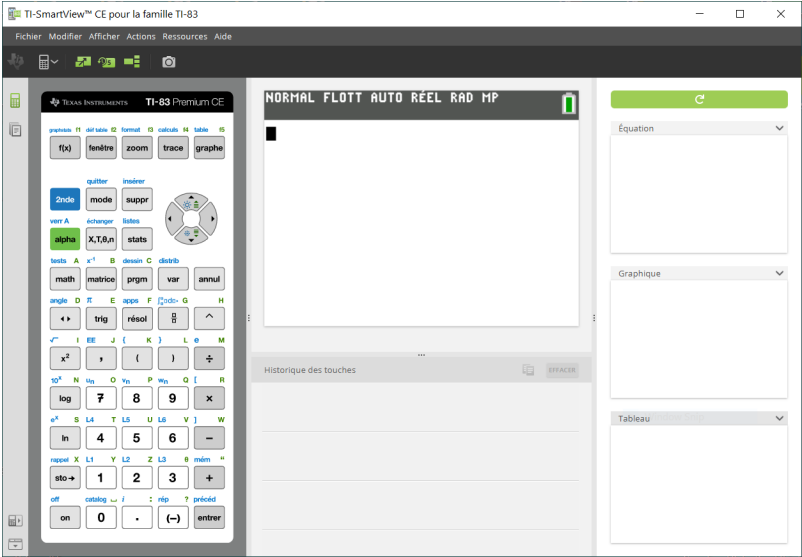 TI-SmartView™ CE pour la famille TI-83
Fichier Modifier Afficher Actions Ressources Aide
TEXAS INSTRUMENTS TI-83 Premium CE
graphstats f1 déf table f2 format f3 calculs f4 table f5
f(x) fenêtre zoom trace graphe
quitter insérer
2nde mode suppr
verr A échanger listes
alpha X,T,θ,n stats
tests A x⁻¹ B dessin C distrib
math matrice prgm var annul
angle D π E apps F G H
trig résol ^
√ I EE J { K } L e M
x² , ( ) ÷
10ˣ N un O vn P wn Q [ R
log 7 8 9 ×
eˣ S L4 T L5 U L6 V ] W
ln 4 5 6 −
rappel X L1 Y L2 Z L3 θ mém "
sto→ 1 2 3 +
off catalog ⎵ i : rép ? précéd
on 0 . (−) entrer
NORMAL FLOTT AUTO RÉEL RAD MP
Historique des touches EFFACER
Équation
Graphique
Tableau